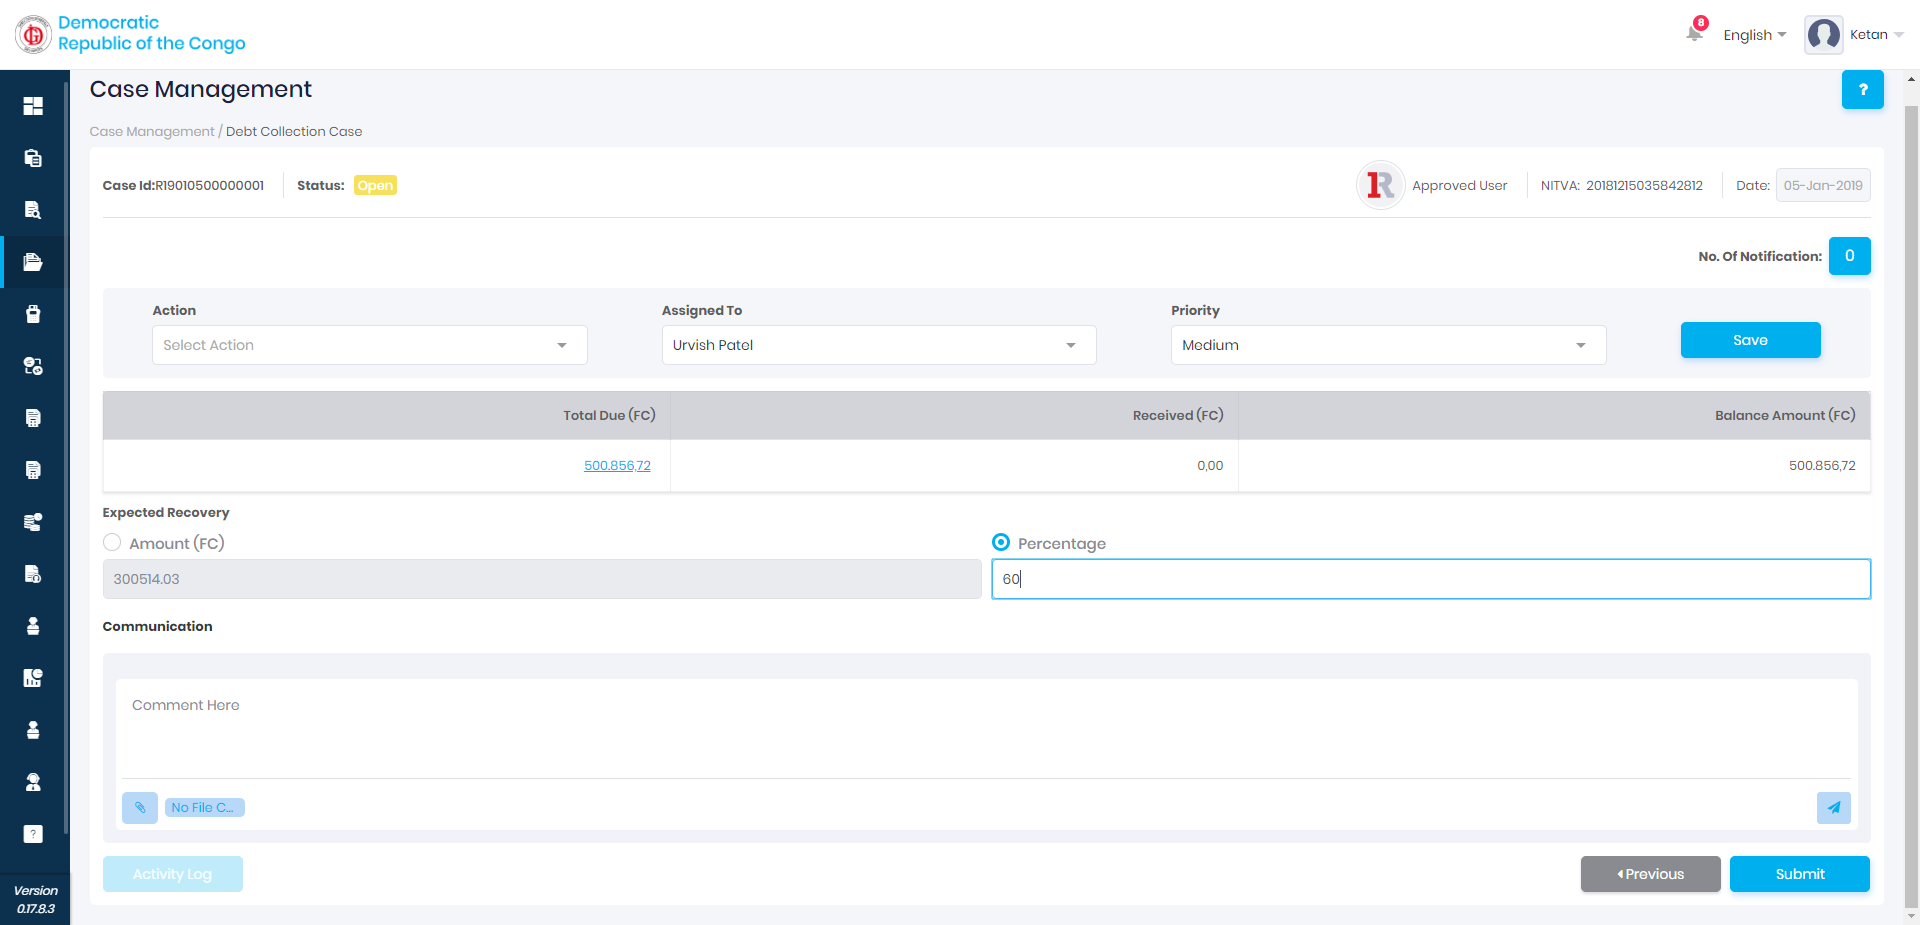 Democratic
Republic of the Congo
8
English
Ketan
Case Management
?
Case Management / Debt Collection Case
Case Id:R19010500000001
Status: Open
1R
Approved User
NITVA: 20181215035842812
Date: 05-Jan-2019
No. Of Notification: 0
Action
Assigned To
Priority
Select Action
Urvish Patel
Medium
Save
Total Due (FC)
Received (FC)
Balance Amount (FC)
500.856,72
0,00
500.856,72
Expected Recovery
Amount (FC)
Percentage
300514.03
60
Communication
Comment Here
No File C...
?
Activity Log
Previous
Submit
Version
0.17.8.3